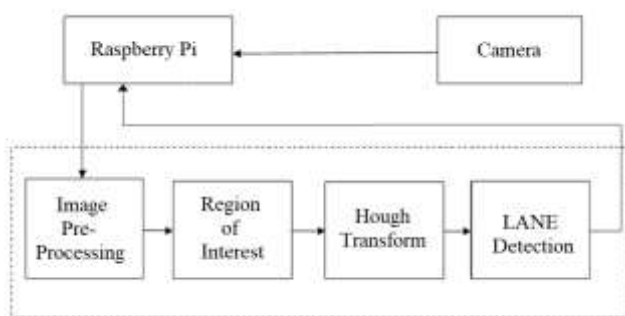 Raspberry Pi
Camera
Image
Pre-
Processing
Region
of
Interest
Hough
Transform
LANE
Detection